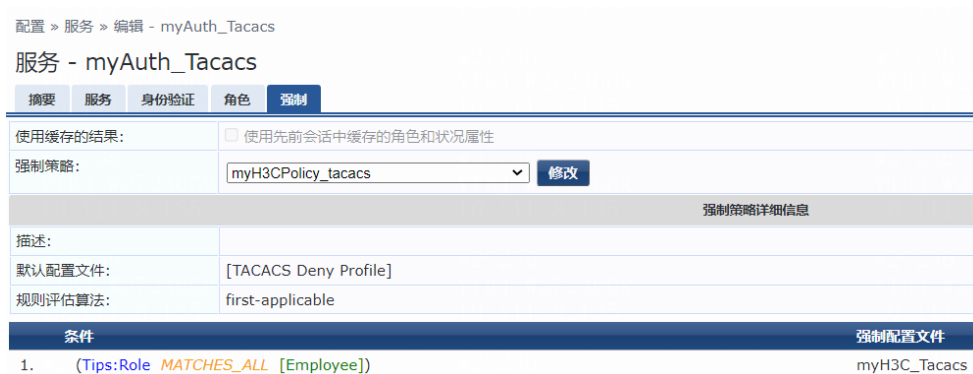 配置 » 服务 » 编辑 - myAuth_Tacacs
服务 - myAuth_Tacacs
摘要 服务 身份验证 角色 强制
使用缓存的结果: 使用先前会话中缓存的角色和状况属性
强制策略: myH3CPolicy_tacacs 修改
强制策略详细信息
描述:
默认配置文件: [TACACS Deny Profile]
规则评估算法: first-applicable
条件 强制配置文件
1. (Tips:Role MATCHES_ALL [Employee]) myH3C_Tacacs